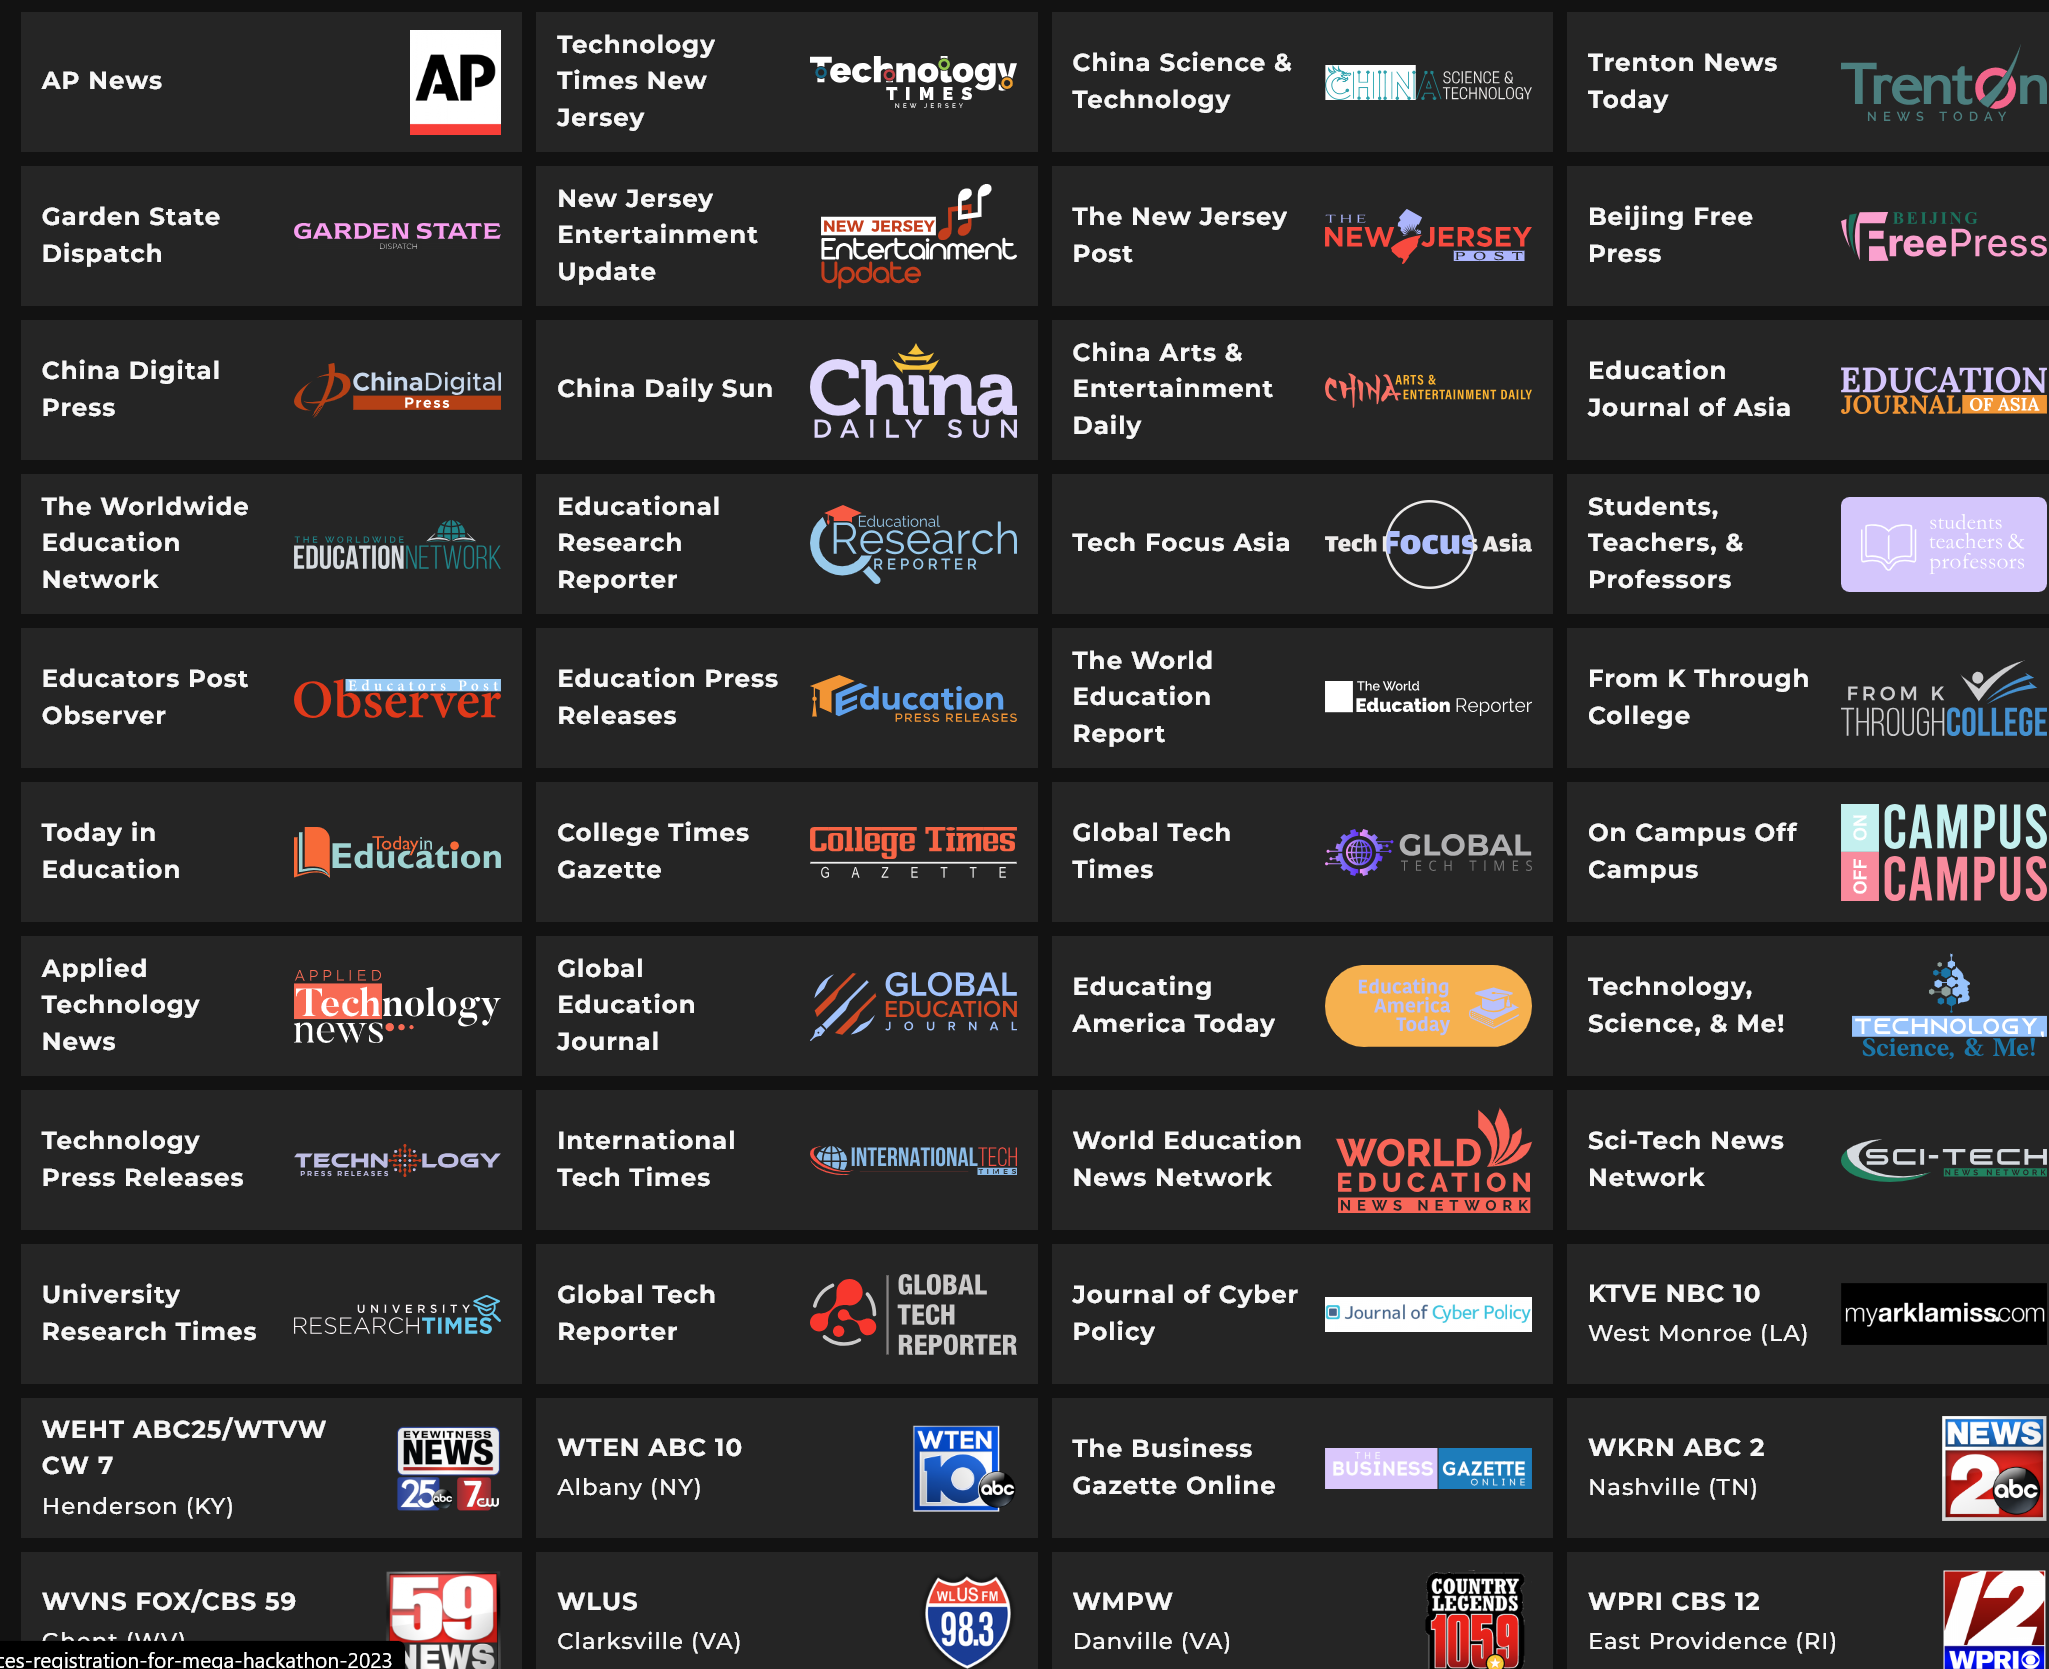 AP News
AP
Technology
Times New
Jersey
Technology
TIMES
NEW JERSEY
China Science &
Technology
CHINA
SCIENCE &
TECHNOLOGY
Trenton News
Today
Trenton
NEWS TODAY
Garden State
Dispatch
GARDEN STATE
DISPATCH
New Jersey
Entertainment
Update
NEW JERSEY
Entertainment
Update
The New Jersey
Post
THE
NEW JERSEY
POST
Beijing Free
Press
BEIJING
FreePress
China Digital
Press
ChinaDigital
Press
China Daily Sun
China
DAILY SUN
China Arts &
Entertainment
Daily
CHINA
ARTS &
ENTERTAINMENT DAILY
Education
Journal of Asia
EDUCATION
JOURNAL OF ASIA
The Worldwide
Education
Network
THE WORLDWIDE
EDUCATIONNETWORK
Educational
Research
Reporter
Educational
Research
REPORTER
Tech Focus Asia
Tech Focus Asia
Students,
Teachers, &
Professors
students
teachers &
professors
Educators Post
Observer
Educators Post
Observer
Education Press
Releases
Education
PRESS RELEASES
The World
Education
Report
The World
Education Reporter
From K Through
College
FROM K
THROUGHCOLLEGE
Today in
Education
Todayin
Education
College Times
Gazette
College Times
GAZETTE
Global Tech
Times
GLOBAL
TECH TIMES
On Campus Off
Campus
ON CAMPUS
OFF CAMPUS
Applied
Technology
News
APPLIED
Technology
news
Global
Education
Journal
GLOBAL
EDUCATION
JOURNAL
Educating
America Today
Educating
America
Today
Technology,
Science, & Me!
TECHNOLOGY,
Science, & Me!
Technology
Press Releases
TECHNOLOGY
PRESS RELEASES
International
Tech Times
INTERNATIONALTECH
TIMES
World Education
News Network
WORLD
EDUCATION
NEWS NETWORK
Sci-Tech News
Network
SCI-TECH
NEWS NETWORK
University
Research Times
UNIVERSITY
RESEARCHTIMES
Global Tech
Reporter
GLOBAL
TECH
REPORTER
Journal of Cyber
Policy
Journal of Cyber Policy
KTVE NBC 10
West Monroe (LA)
myarklamiss.com
WEHT ABC25/WTVW
CW 7
Henderson (KY)
EYEWITNESS
NEWS
25 abc 7 CW
WTEN ABC 10
Albany (NY)
WTEN
10
abc
The Business
Gazette Online
THE
BUSINESS GAZETTE
ONLINE
WKRN ABC 2
Nashville (TN)
NEWS
2 abc
WVNS FOX/CBS 59
Ghent (WV)
59
NEWS
WLUS
Clarksville (VA)
WLUS FM
98.3
WMPW
Danville (VA)
COUNTRY
LEGENDS
105.9
WPRI CBS 12
East Providence (RI)
12
WPRI
ces-registration-for-mega-hackathon-2023